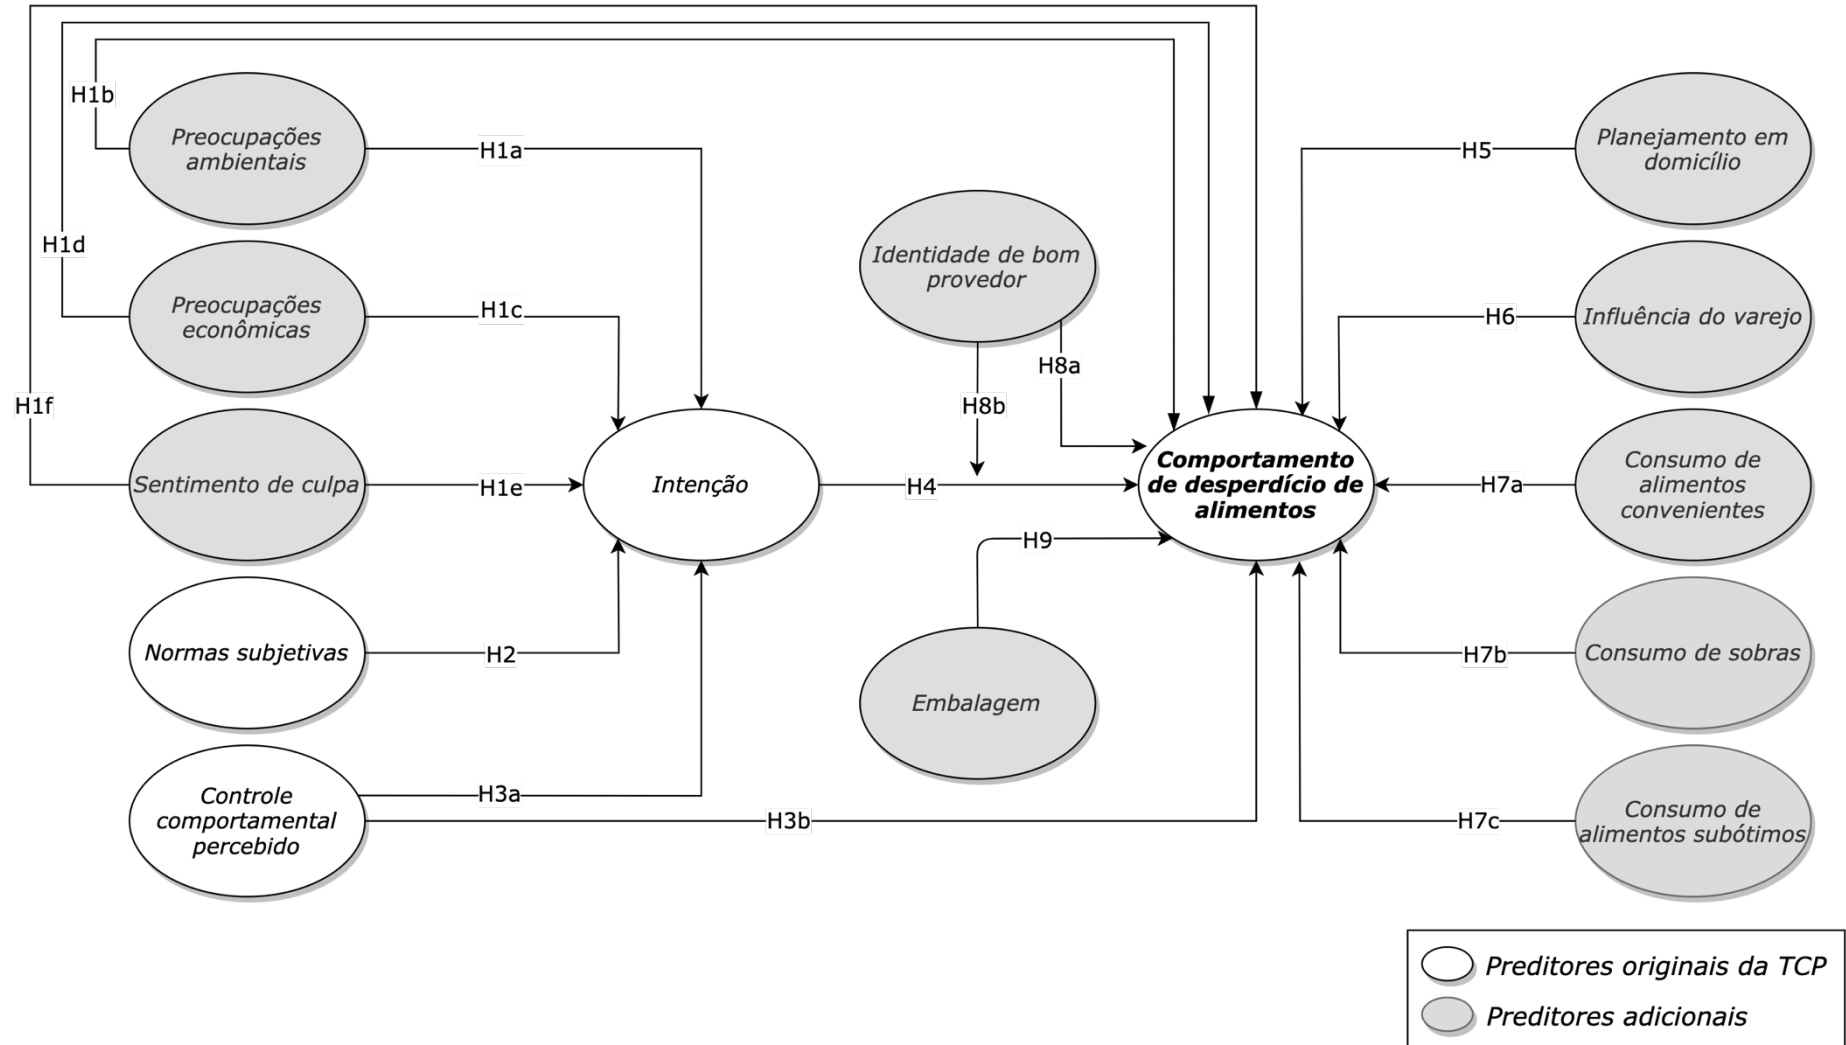 H1b
Preocupações
ambientais
H1a
Planejamento em
domicílio
H5
H1d
Identidade de bom
provedor
Preocupações
econômicas
H1c
Influência do varejo
H6
H8a
H8b
H1f
Sentimento de culpa
H1e
Intenção
H4
Comportamento
de desperdício de
alimentos
H7a
Consumo de
alimentos
convenientes
H9
Normas subjetivas
H2
Embalagem
H7b
Consumo de sobras
Controle
comportamental
percebido
H3a
H3b
H7c
Consumo de
alimentos subótimos
Preditores originais da TCP
Preditores adicionais